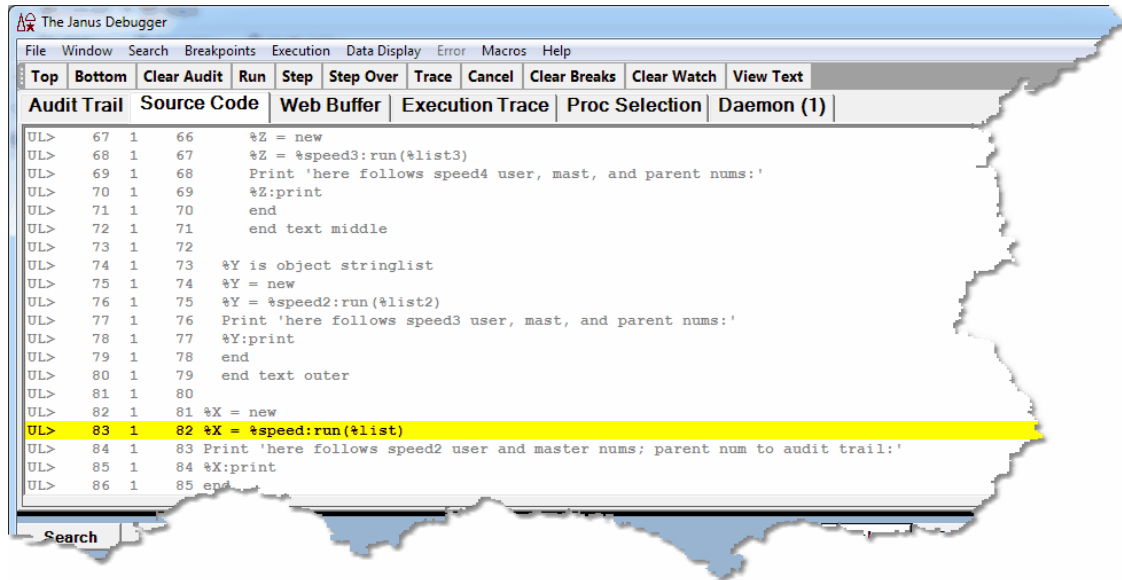 The Janus Debugger
File Window Search Breakpoints Execution Data Display Error Macros Help
Top Bottom Clear Audit Run Step Step Over Trace Cancel Clear Breaks Clear Watch View Text
Audit Trail Source Code Web Buffer Execution Trace Proc Selection Daemon (1)
UL> 67 1 66 %Z = new
UL> 68 1 67 %Z = %speed3:run(%list3)
UL> 69 1 68 Print 'here follows speed4 user, mast, and parent nums:'
UL> 70 1 69 %Z:print
UL> 71 1 70 end
UL> 72 1 71 end text middle
UL> 73 1 72
UL> 74 1 73 %Y is object stringlist
UL> 75 1 74 %Y = new
UL> 76 1 75 %Y = %speed2:run(%list2)
UL> 77 1 76 Print 'here follows speed3 user, mast, and parent nums:'
UL> 78 1 77 %Y:print
UL> 79 1 78 end
UL> 80 1 79 end text outer
UL> 81 1 80
UL> 82 1 81 %X = new
UL> 83 1 82 %X = %speed:run(%list)
UL> 84 1 83 Print 'here follows speed2 user and master nums; parent num to audit trail:'
UL> 85 1 84 %X:print
UL> 86 1 85 end
Search